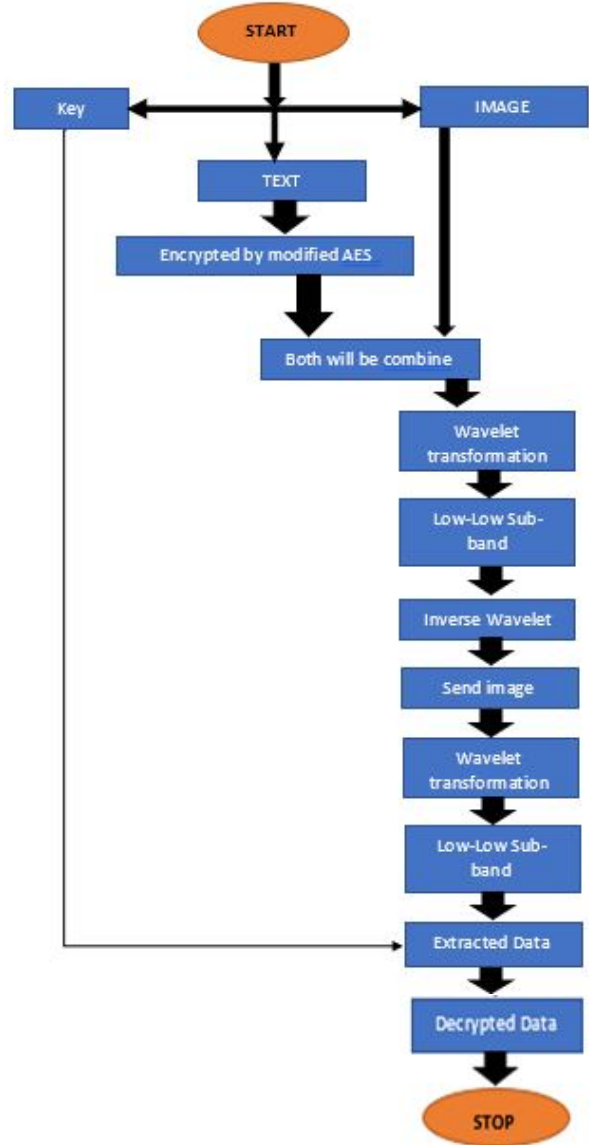 START
Key
IMAGE
TEXT
Encrypted by modified AES
Both will be combine
Wavelet
transformation
Low-Low Sub-
band
Inverse Wavelet
Send image
Wavelet
transformation
Low-Low Sub-
band
Extracted Data
Decrypted Data
STOP